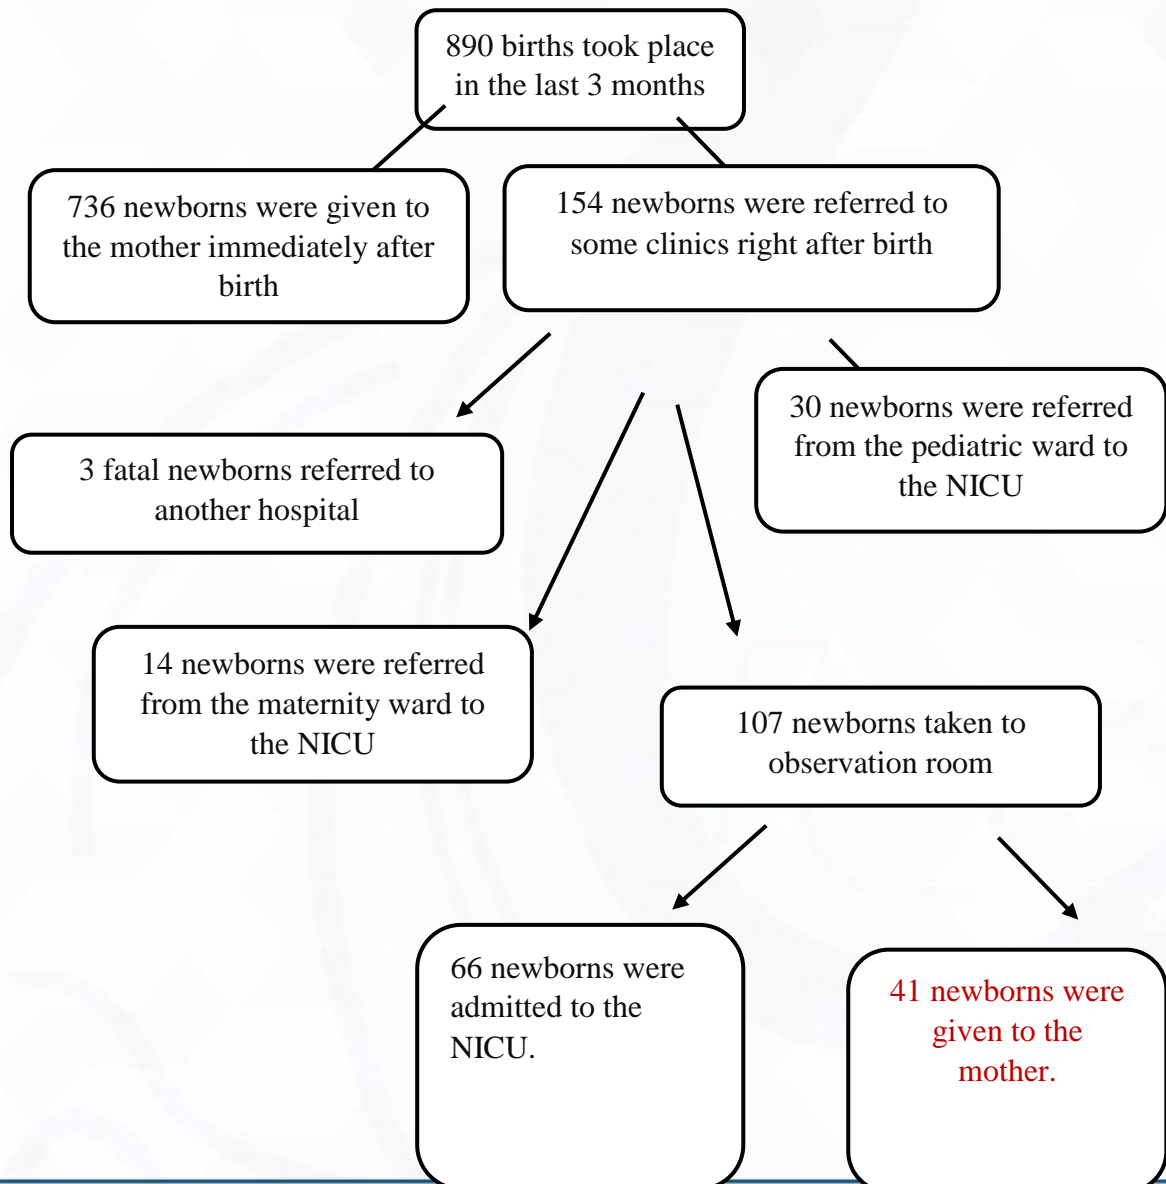 890 births took place
in the last 3 months
736 newborns were given to
the mother immediately after
birth
154 newborns were referred to
some clinics right after birth
3 fatal newborns referred to
another hospital
30 newborns were referred
from the pediatric ward to
the NICU
14 newborns were referred
from the maternity ward to
the NICU
107 newborns taken to
observation room
66 newborns were
admitted to the
NICU.
41 newborns were
given to the
mother.